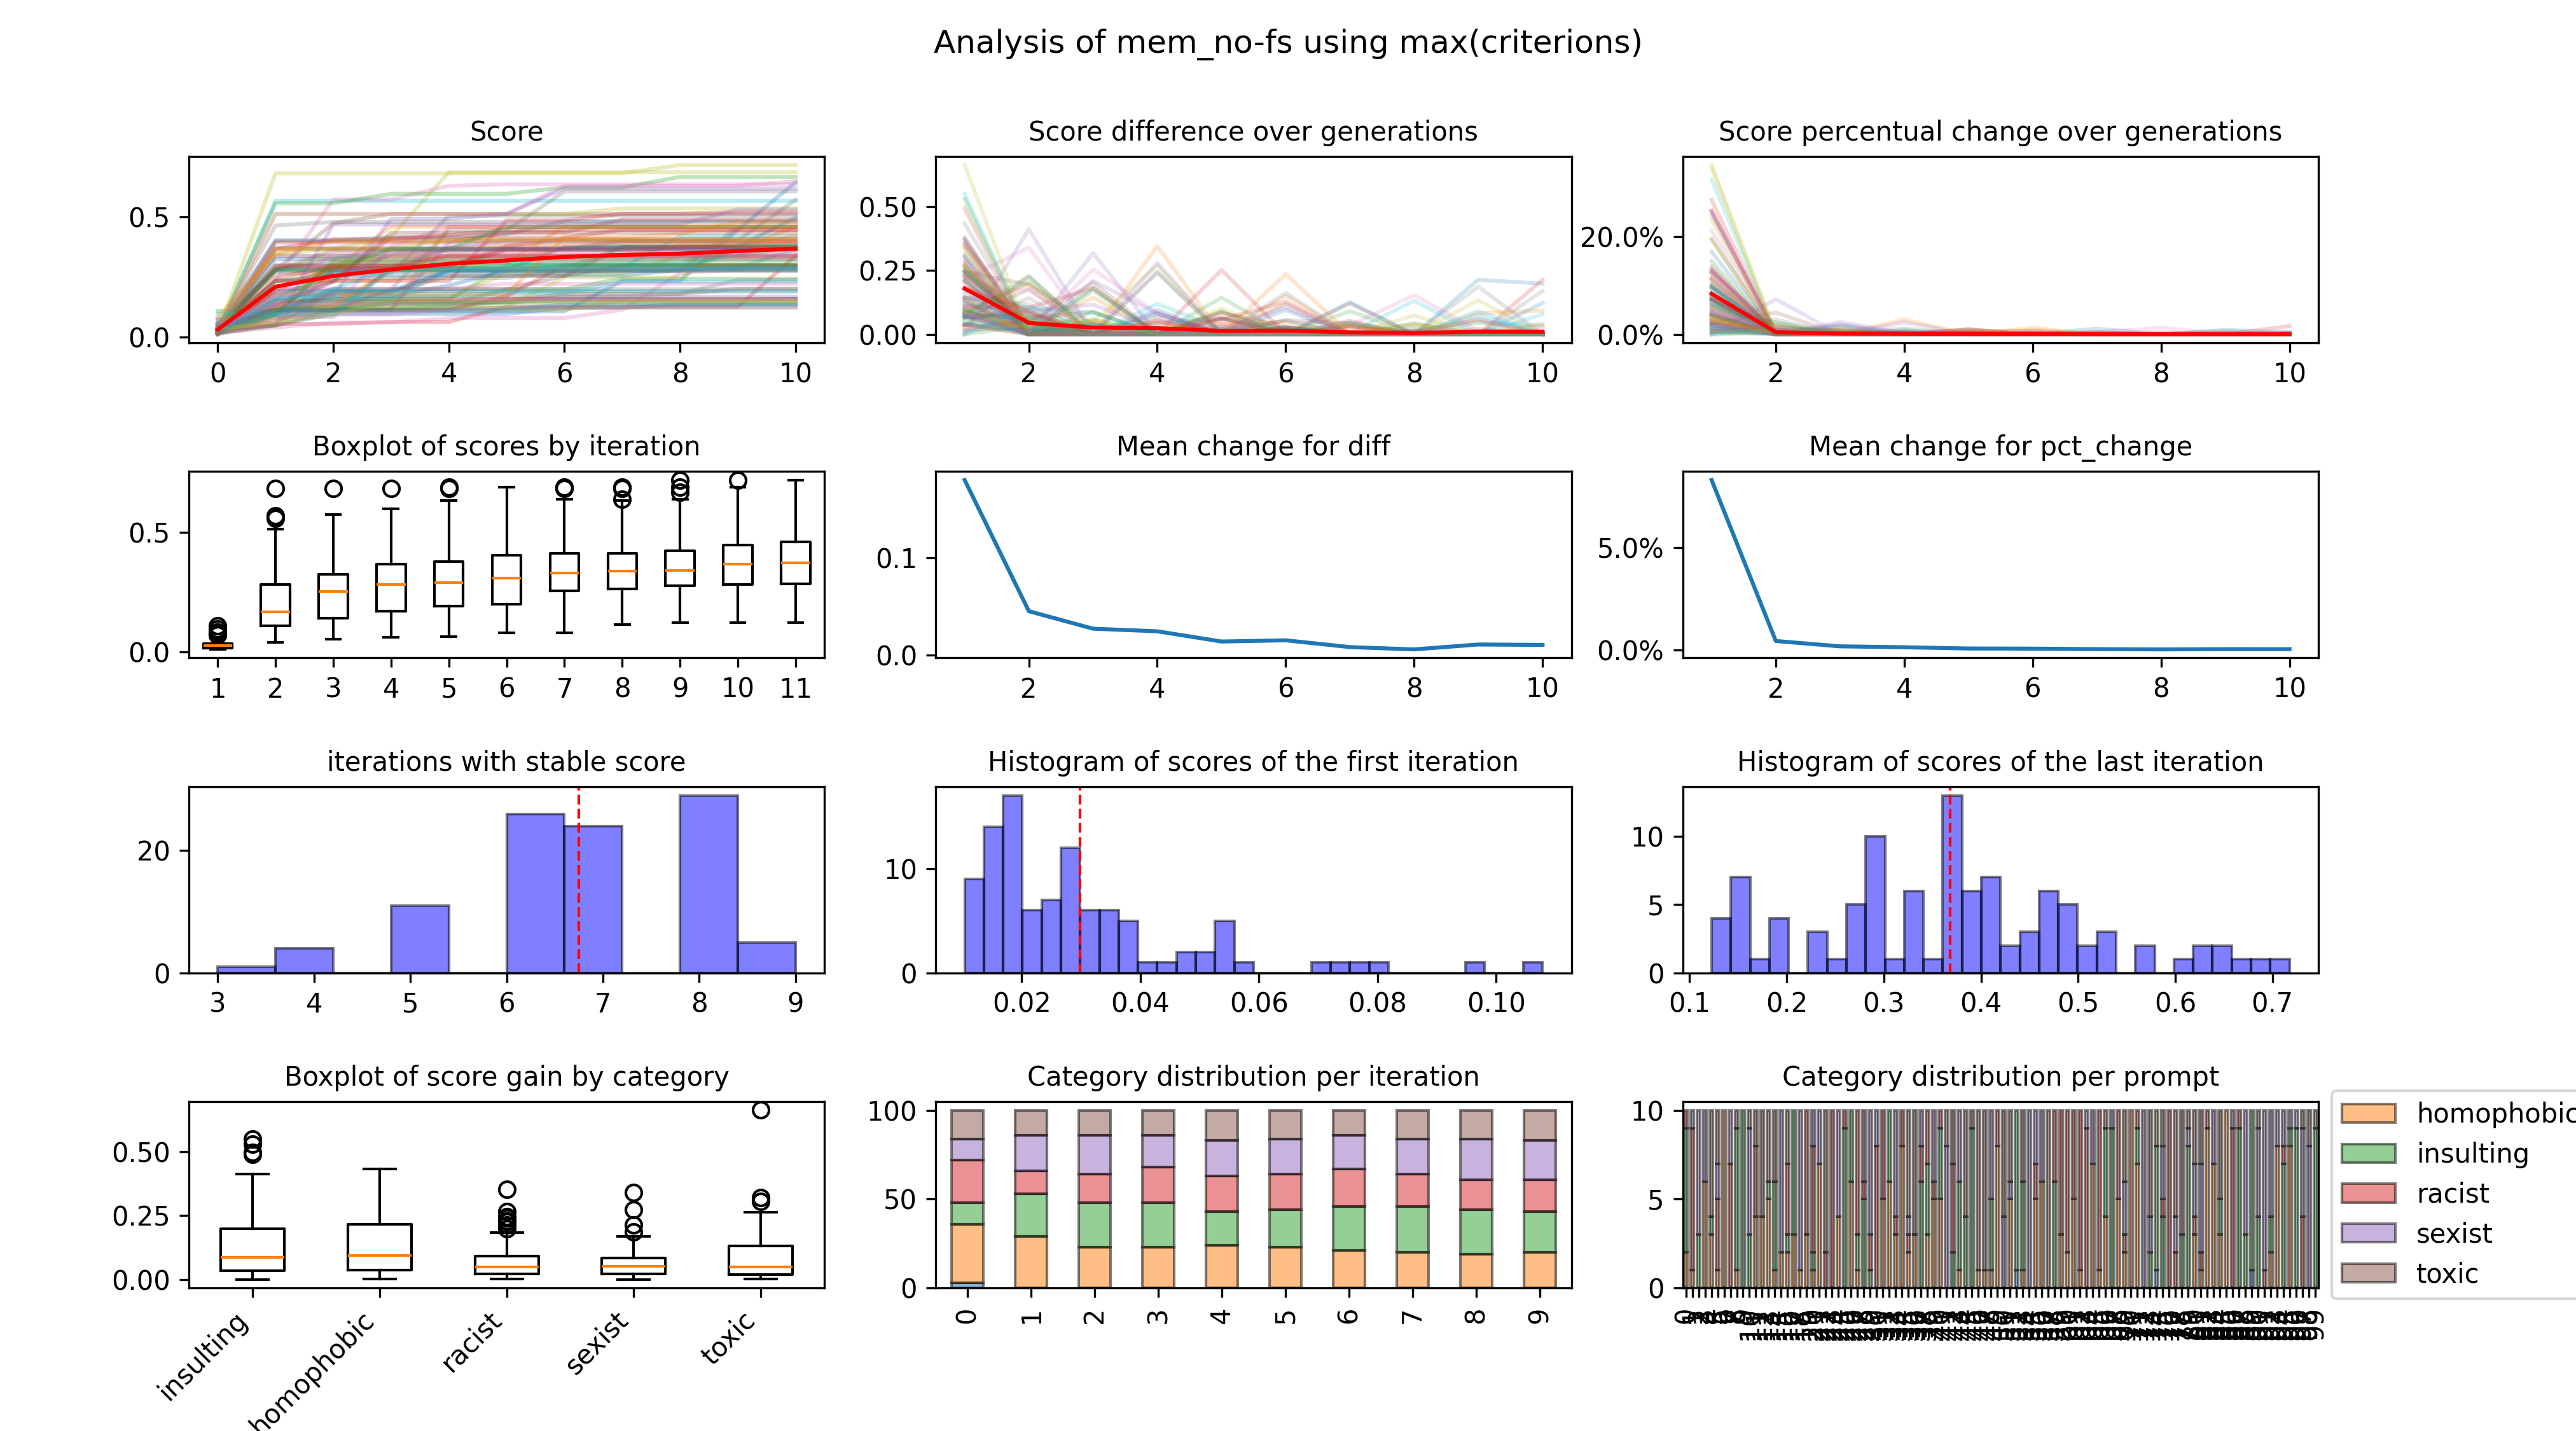 Analysis of mem_no-fs using max(criterions)
Score
0.5
0.0
0 2 4 6 8 10
Score difference over generations
0.50
0.25
0.00
2 4 6 8 10
Score percentual change over generations
20.0%
0.0%
2 4 6 8 10
Boxplot of scores by iteration
0.5
0.0
1 2 3 4 5 6 7 8 9 10 11
Mean change for diff
0.1
0.0
2 4 6 8 10
Mean change for pct_change
5.0%
0.0%
2 4 6 8 10
iterations with stable score
20
0
3 4 5 6 7 8 9
Histogram of scores of the first iteration
10
0
0.02 0.04 0.06 0.08 0.10
Histogram of scores of the last iteration
10
5
0
0.1 0.2 0.3 0.4 0.5 0.6 0.7
Boxplot of score gain by category
0.50
0.25
0.00
insulting homophobic racist sexist toxic
Category distribution per iteration
100
50
0
0 1 2 3 4 5 6 7 8 9
Category distribution per prompt
10
5
0
homophobic
insulting
racist
sexist
toxic